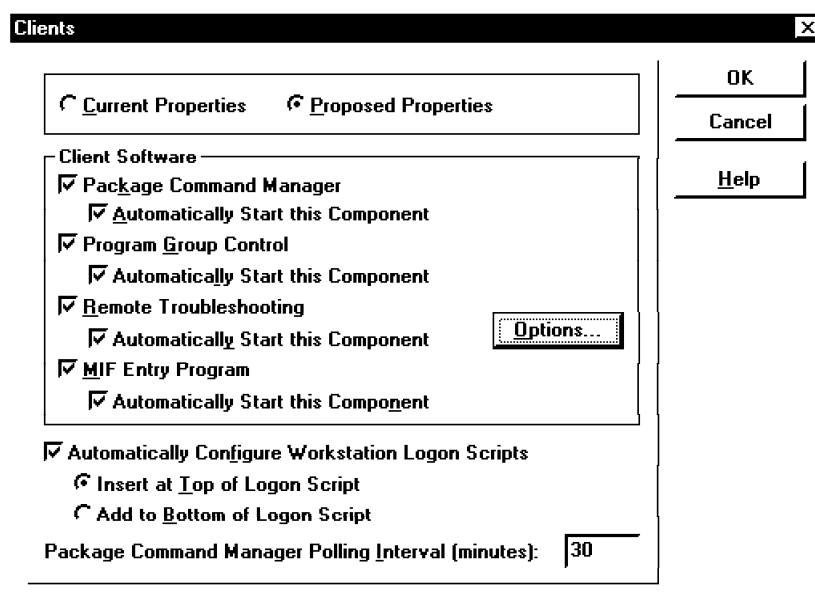 Clients
Current Properties Proposed Properties
OK
Cancel
Help
Client Software
Package Command Manager
Automatically Start this Component
Program Group Control
Automatically Start this Component
Remote Troubleshooting
Automatically Start this Component
Options...
MIF Entry Program
Automatically Start this Component
Automatically Configure Workstation Logon Scripts
Insert at Top of Logon Script
Add to Bottom of Logon Script
Package Command Manager Polling Interval (minutes): 30